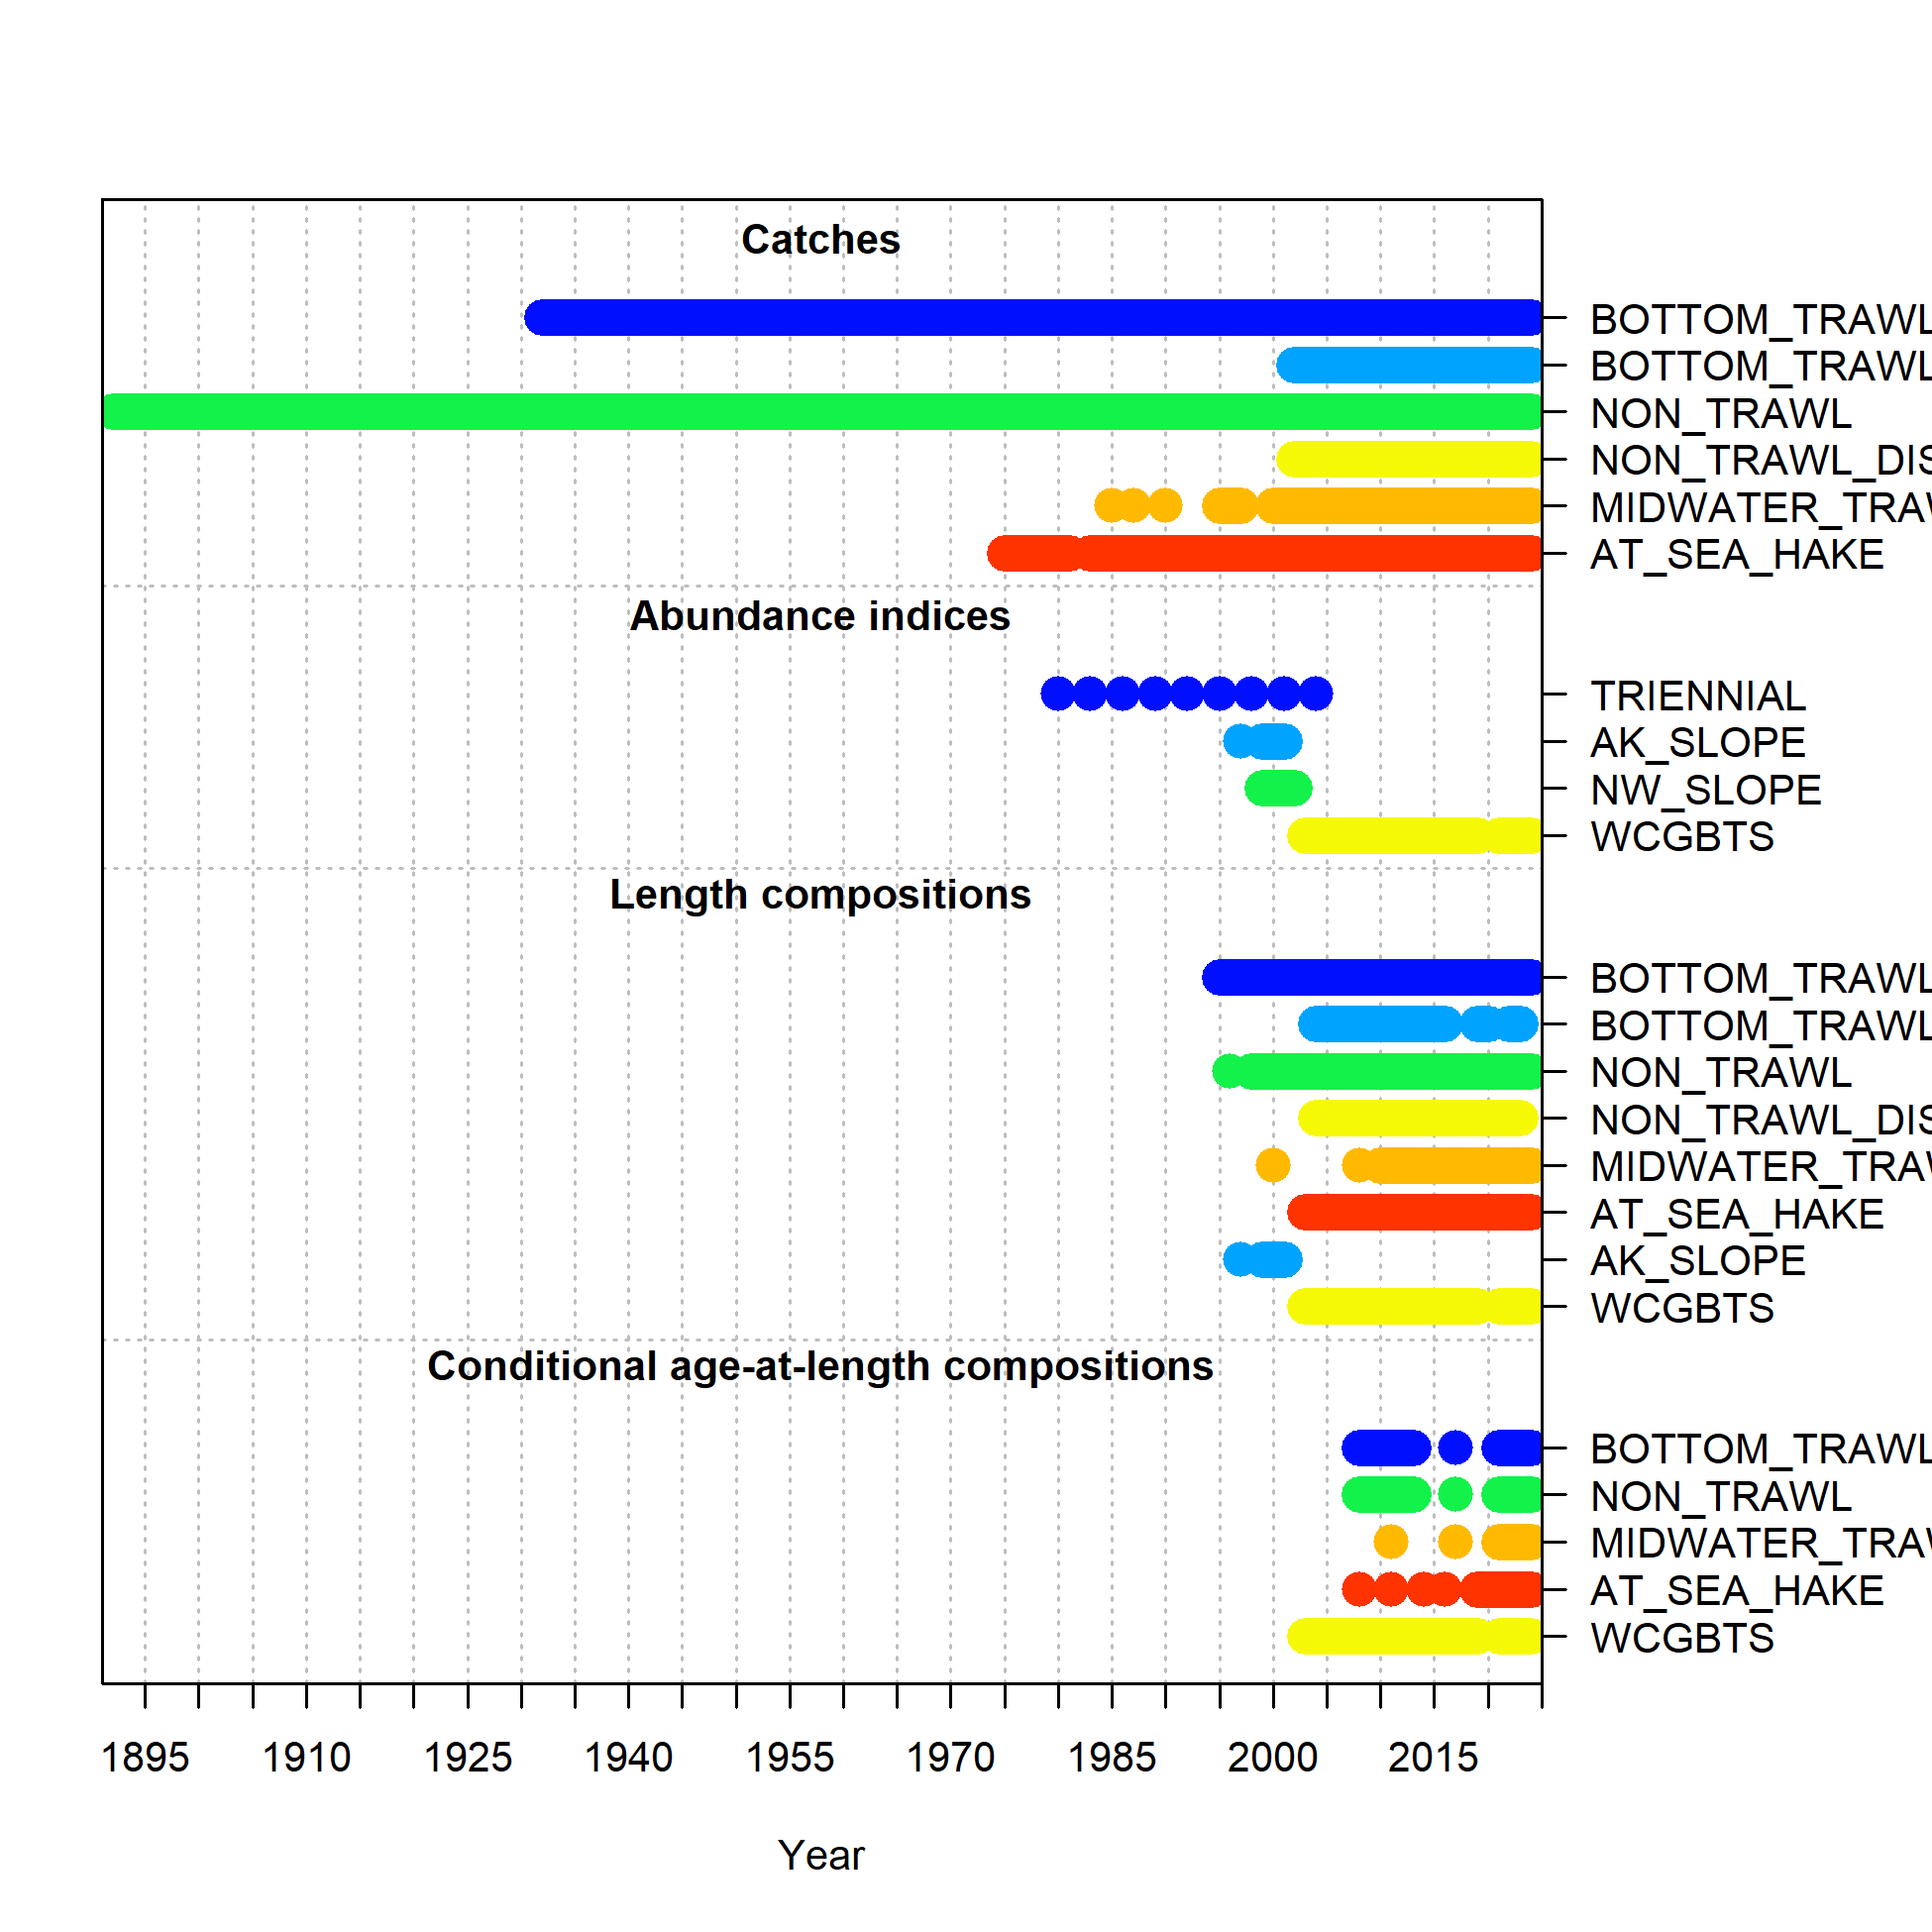 Catches
BOTTOM_TRAWL
BOTTOM_TRAWL
NON_TRAWL
NON_TRAWL_DIS
MIDWATER_TRAW
AT_SEA_HAKE
Abundance indices
TRIENNIAL
AK_SLOPE
NW_SLOPE
WCGBTS
Length compositions
BOTTOM_TRAWL
BOTTOM_TRAWL
NON_TRAWL
NON_TRAWL_DIS
MIDWATER_TRAW
AT_SEA_HAKE
AK_SLOPE
WCGBTS
Conditional age-at-length compositions
BOTTOM_TRAWL
NON_TRAWL
MIDWATER_TRAW
AT_SEA_HAKE
WCGBTS
1895 1910 1925 1940 1955 1970 1985 2000 2015
Year